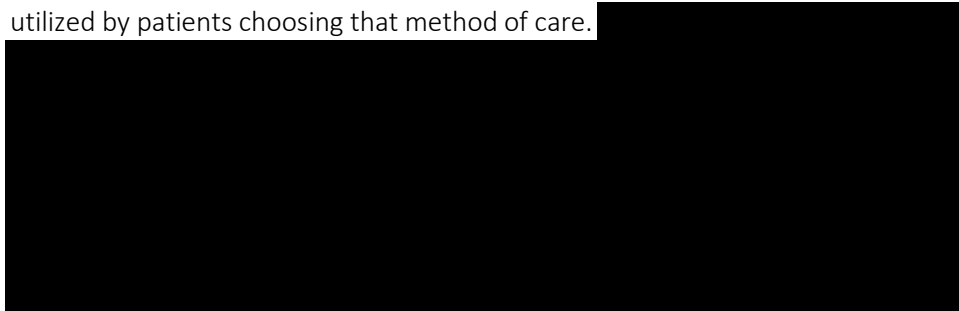 utilized by patients choosing that method of care.